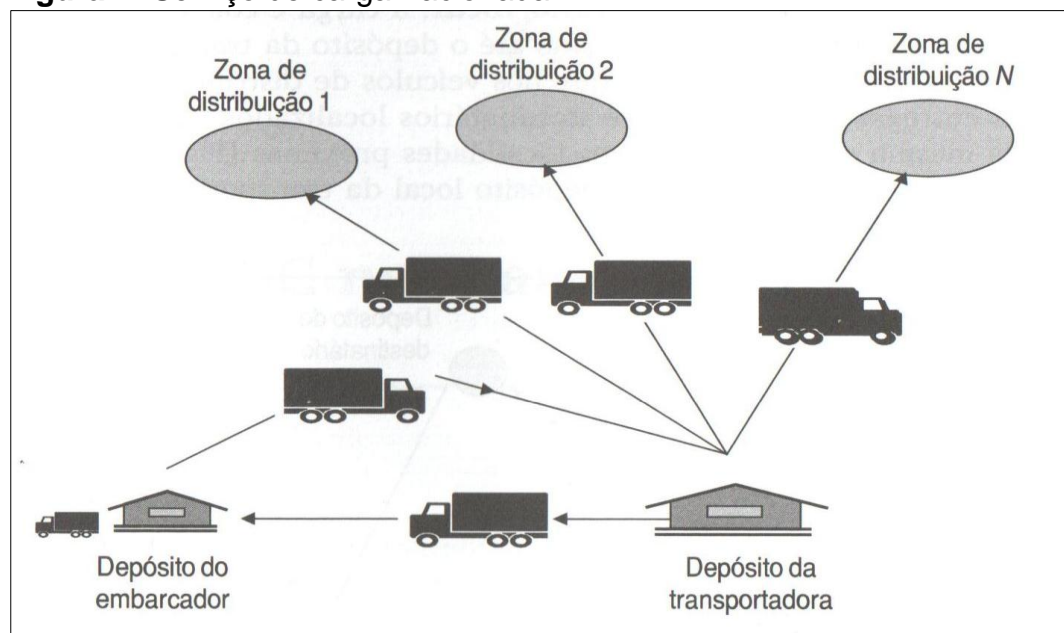 Zona de
distribuição 1
Zona de
distribuição 2
Zona de
distribuição N
Depósito do
embarcador
Depósito da
transportadora